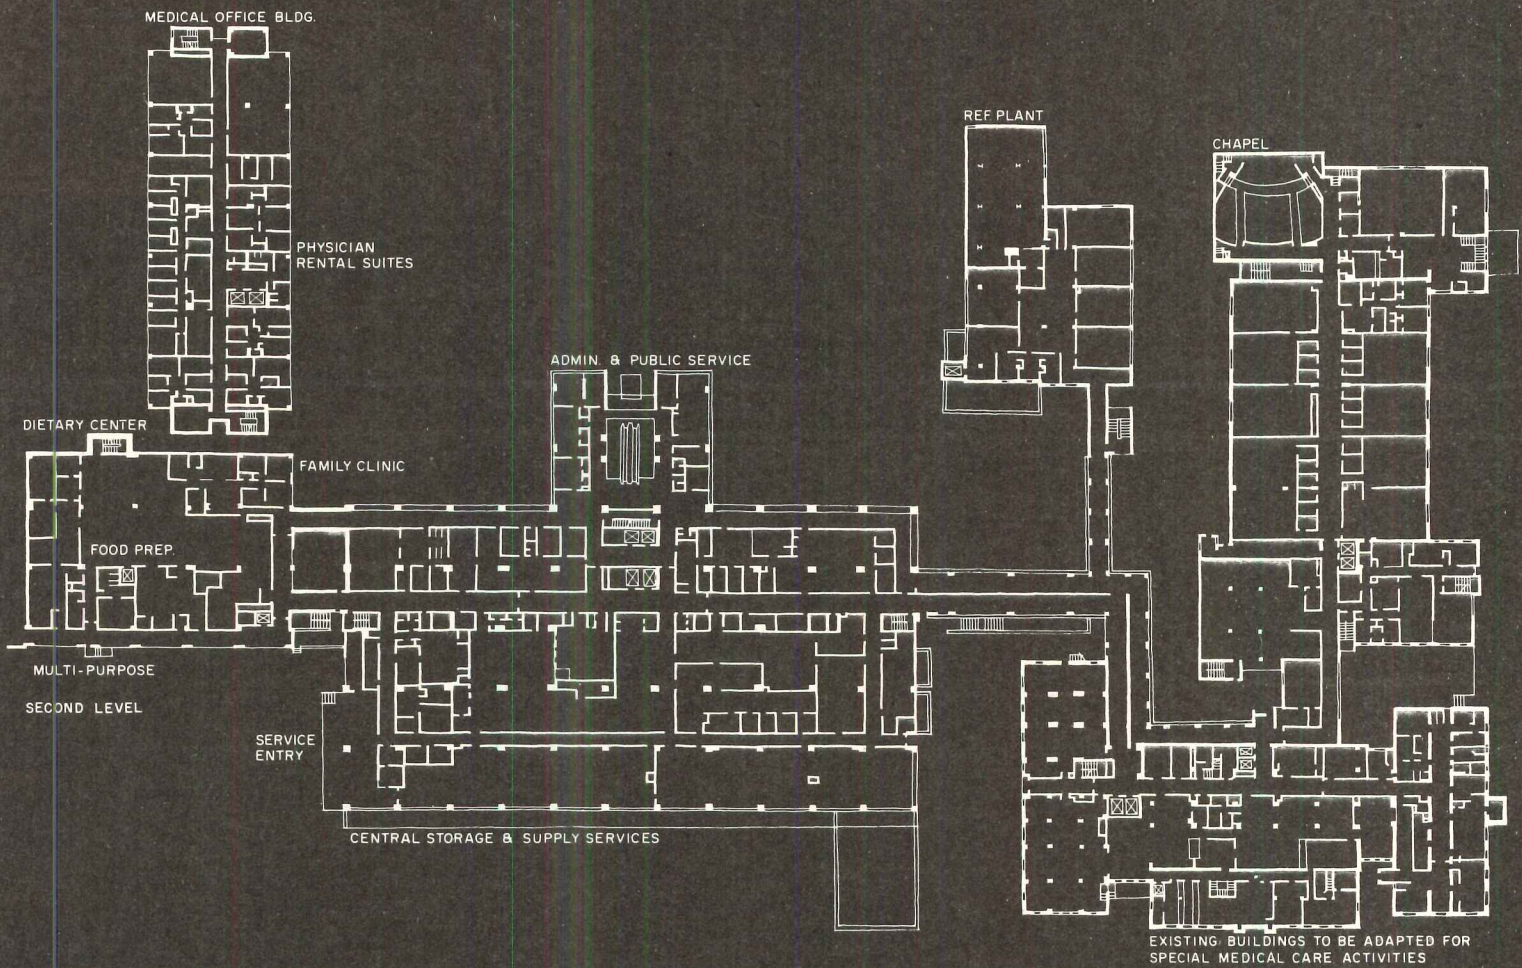 MEDICAL OFFICE BLDG.
REF. PLANT
CHAPEL
PHYSICIAN
RENTAL SUITES
ADMIN. & PUBLIC SERVICE
DIETARY CENTER
FAMILY CLINIC
FOOD PREP.
MULTI-PURPOSE
SECOND LEVEL
SERVICE
ENTRY
CENTRAL STORAGE & SUPPLY SERVICES
EXISTING BUILDINGS TO BE ADAPTED FOR
SPECIAL MEDICAL CARE ACTIVITIES